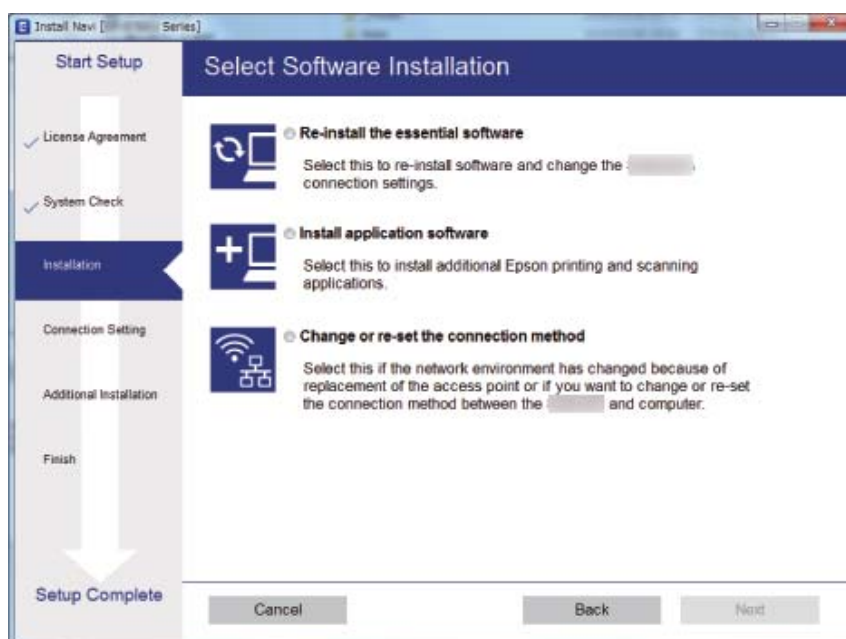 Install Navi [ Series]
Start Setup
License Agreement
System Check
Installation
Connection Setting
Additional Installation
Finish
Setup Complete
Select Software Installation
Re-install the essential software
Select this to re-install software and change the
connection settings.
Install application software
Select this to install additional Epson printing and scanning
applications.
Change or re-set the connection method
Select this if the network environment has changed because of
replacement of the access point or if you want to change or re-set
the connection method between the and computer.
Cancel
Back
Next